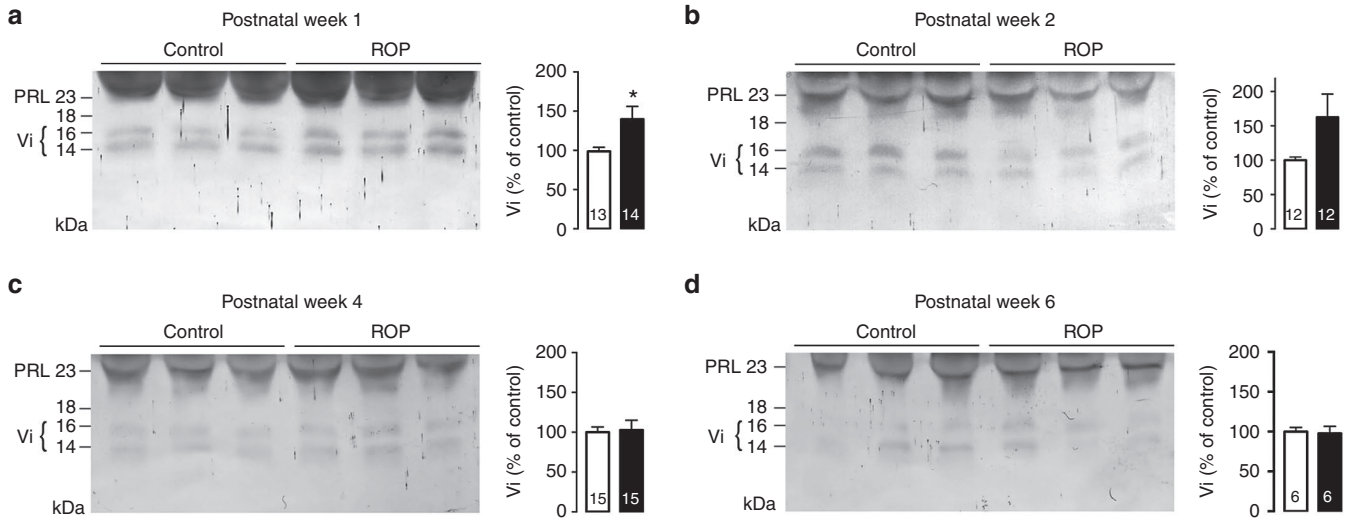 a
Postnatal week 1
Control ROP
PRL 23
18
16
Vi {
14
kDa
Vi (% of control)
200
150
100
50
0
*
13 14
b
Postnatal week 2
Control ROP
PRL 23
18
16
Vi {
14
kDa
Vi (% of control)
200
150
100
50
0
12 12
c
Postnatal week 4
Control ROP
PRL 23
18
16
Vi {
14
kDa
Vi (% of control)
200
150
100
50
0
15 15
d
Postnatal week 6
Control ROP
PRL 23
18
16
Vi {
14
kDa
Vi (% of control)
200
150
100
50
0
6 6